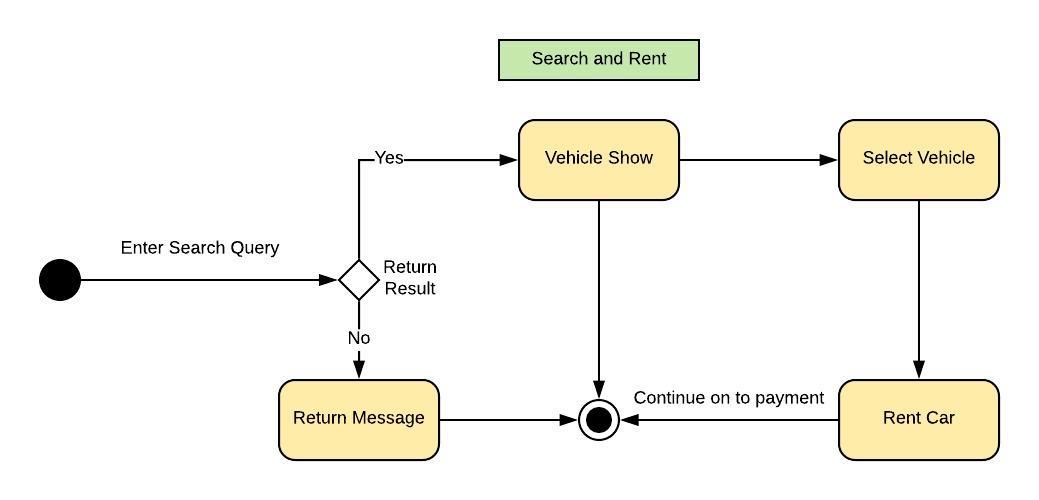 Search and Rent
Yes
Vehicle Show
Select Vehicle
Enter Search Query
Return
Result
No
Return Message
Continue on to payment
Rent Car